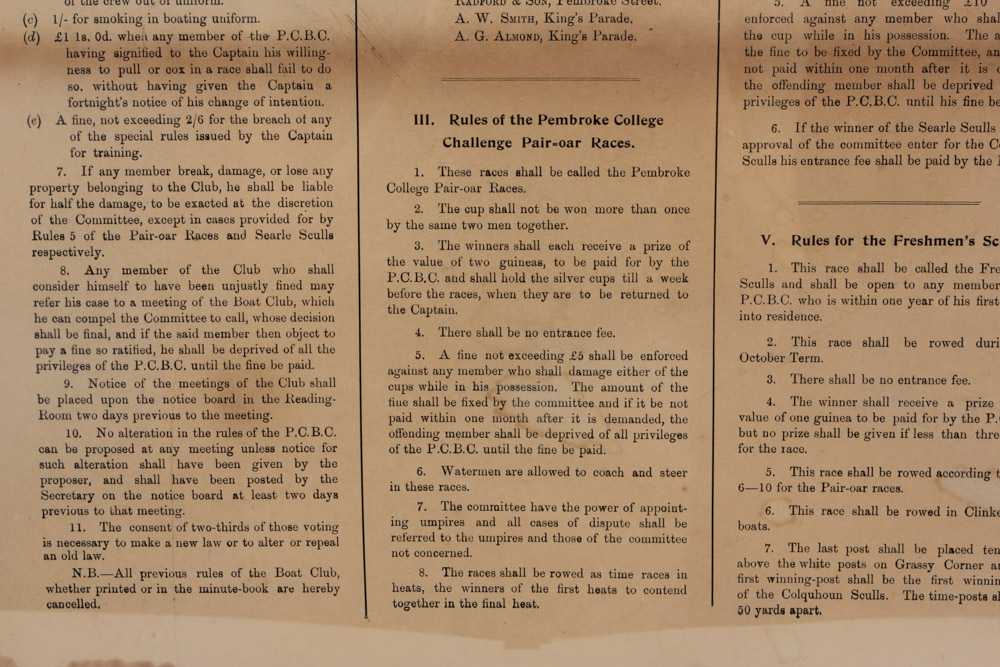 of the crew out of uniform.
(c) 1/- for smoking in boating uniform.
(d) £1 1s. 0d. when any member of the P.C.B.C.
having signified to the Captain his willing-
ness to pull or cox in a race shall fail to do
so, without having given the Captain a
fortnight's notice of his change of intention.
(e) A fine, not exceeding 2/6 for the breach of any
of the special rules issued by the Captain
for training.
7. If any member break, damage, or lose any
property belonging to the Club, he shall be liable
for half the damage, to be exacted at the discretion
of the Committee, except in cases provided for by
Rules 5 of the Pair-oar Races and Searle Sculls
respectively.
8. Any member of the Club who shall
consider himself to have been unjustly fined may
refer his case to a meeting of the Boat Club, which
he can compel the Committee to call, whose decision
shall be final, and if the said member then object to
pay a fine so ratified, he shall be deprived of all the
privileges of the P.C.B.C. until the fine be paid.
9. Notice of the meetings of the Club shall
be placed upon the notice board in the Reading-
Room two days previous to the meeting.
10. No alteration in the rules of the P.C.B.C.
can be proposed at any meeting unless notice for
such alteration shall have been given by the
proposer, and shall have been posted by the
Secretary on the notice board at least two days
previous to that meeting.
11. The consent of two-thirds of those voting
is necessary to make a new law or to alter or repeal
an old law.
N.B.—All previous rules of the Boat Club,
whether printed or in the minute-book are hereby
cancelled.
RADFORD & SON, Pembroke Street.
A. W. SMITH, King's Parade.
A. G. ALMOND, King's Parade.
III. Rules of the Pembroke College
Challenge Pair-oar Races.
1. These races shall be called the Pembroke
College Pair-oar Races.
2. The cup shall not be won more than once
by the same two men together.
3. The winners shall each receive a prize of
the value of two guineas, to be paid for by the
P.C.B.C. and shall hold the silver cups till a week
before the races, when they are to be returned to
the Captain.
4. There shall be no entrance fee.
5. A fine not exceeding £5 shall be enforced
against any member who shall damage either of the
cups while in his possession. The amount of the
fine shall be fixed by the committee and if it be not
paid within one month after it is demanded, the
offending member shall be deprived of all privileges
of the P.C.B.C. until the fine be paid.
6. Watermen are allowed to coach and steer
in these races.
7. The committee have the power of appoint-
ing umpires and all cases of dispute shall be
referred to the umpires and those of the committee
not concerned.
8. The races shall be rowed as time races in
heats, the winners of the first heats to contend
together in the final heat.
5. A fine not exceeding £10
enforced against any member who
the cup while in his possession. The
the fine to be fixed by the Committee,
not paid within one month after it is
the offending member shall be deprived
privileges of the P.C.B.C. until his fine
6. If the winner of the Searle Sculls
approval of the committee enter for the
Sculls his entrance fee shall be paid by the
V. Rules for the Freshmen's
1. This race shall be called the
Sculls and shall be open to any member
P.C.B.C. who is within one year of his first
into residence.
2. This race shall be rowed
October Term.
3. There shall be no entrance fee.
4. The winner shall receive a prize
value of one guinea to be paid for by the
but no prize shall be given if less than
for the race.
5. This race shall be rowed according
6—10 for the Pair-oar races.
6. This race shall be rowed in
boats.
7. The last post shall be placed
above the white posts on Grassy Corner
first winning-post shall be the first
of the Colquhoun Sculls. The time-posts
50 yards apart.